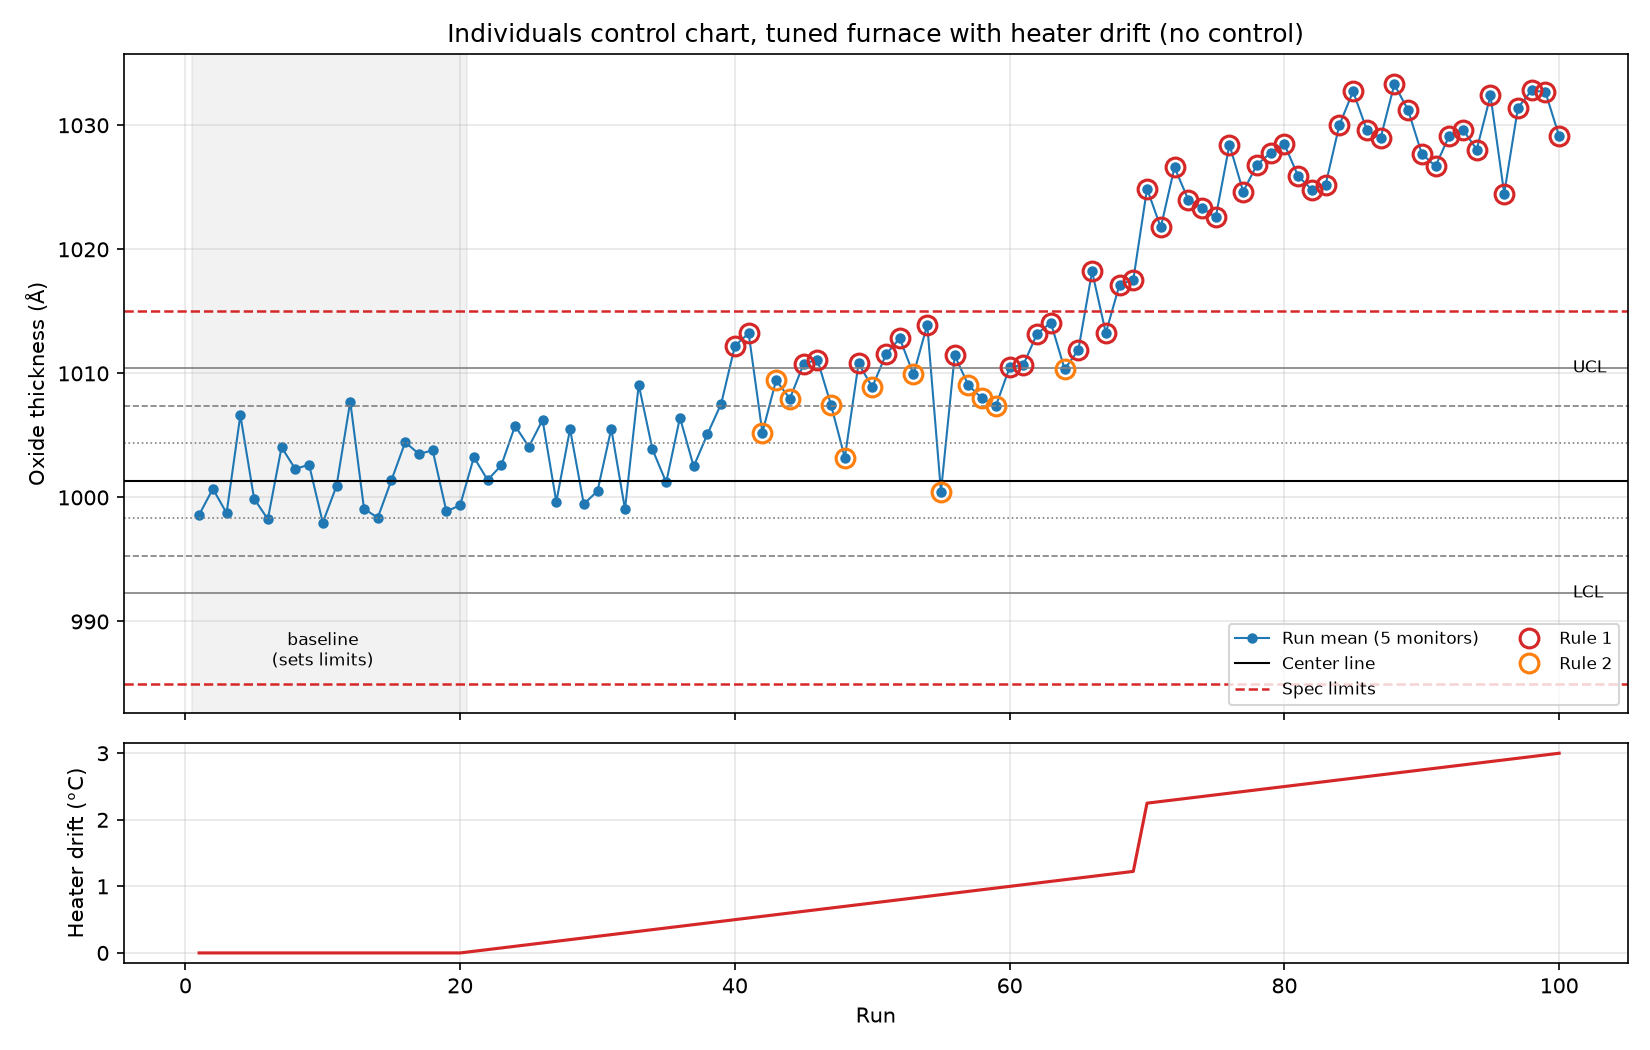 Individuals control chart, tuned furnace with heater drift (no control)
Oxide thickness (Å)
1030
1020
1010
1000
990
UCL
LCL
baseline
(sets limits)
Run mean (5 monitors)
Center line
Spec limits
Rule 1
Rule 2
Heater drift (°C)
3
2
1
0
0
20
40
60
80
100
Run